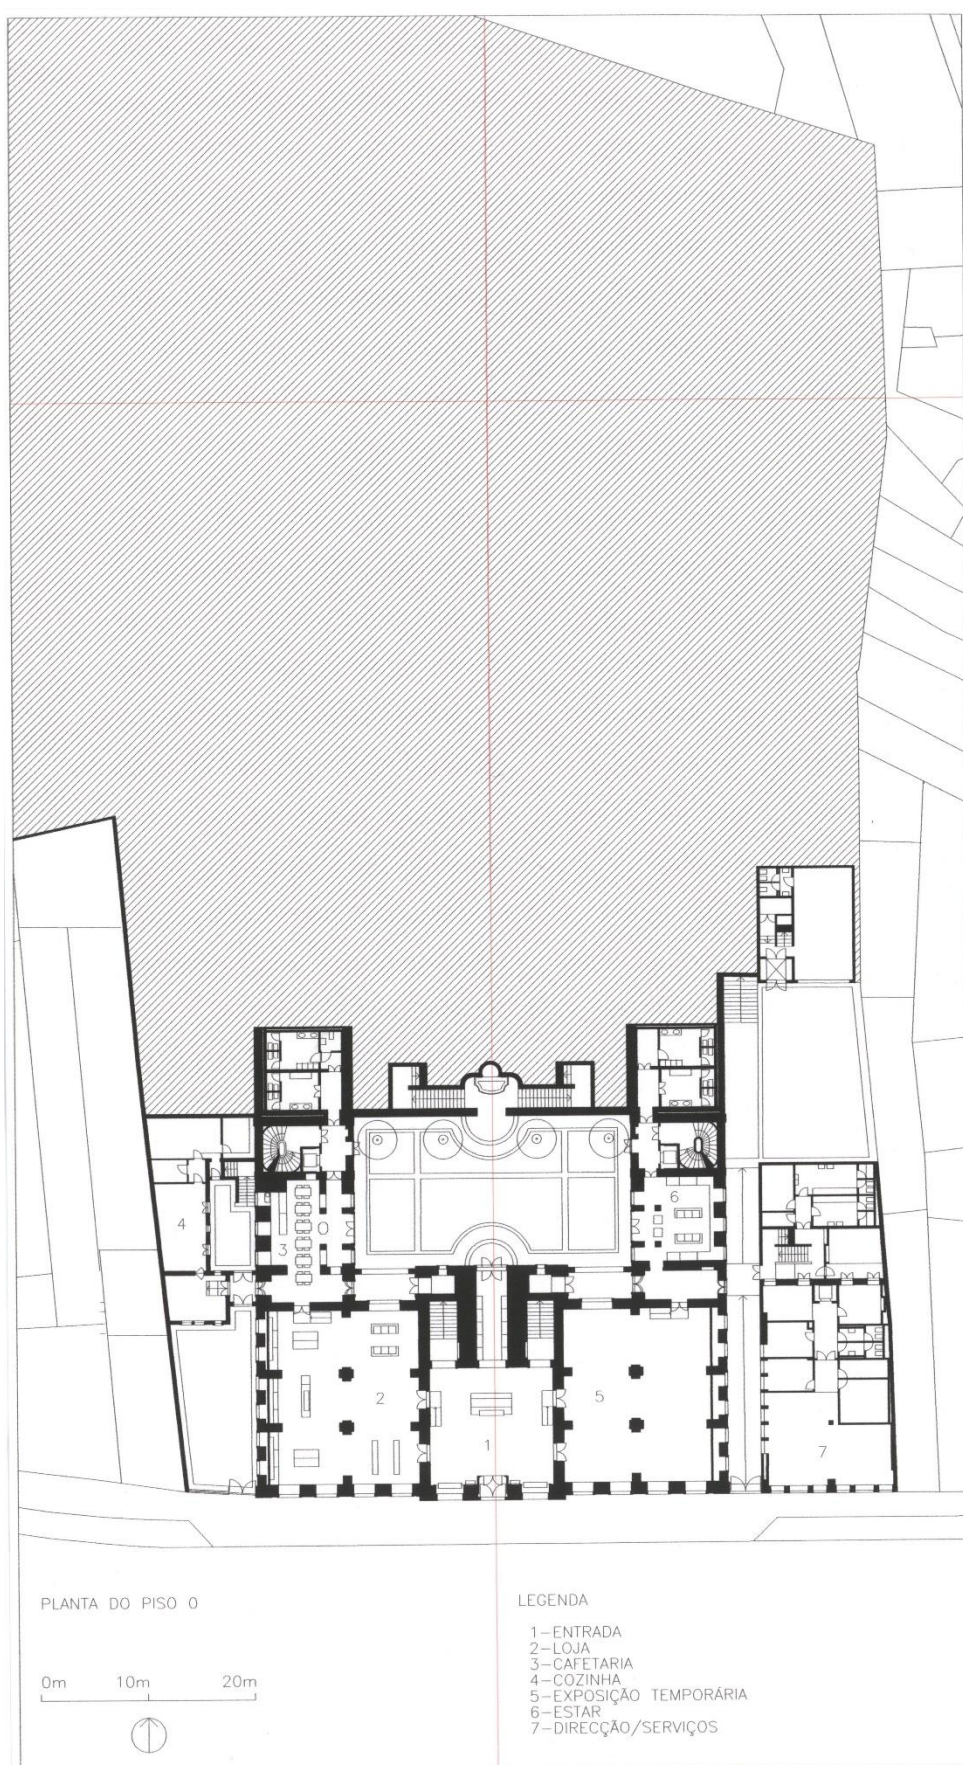 6
4
3
2
5
1
7
PLANTA DO PISO 0
0m 10m 20m
LEGENDA
1-ENTRADA
2-LOJA
3-CAFETARIA
4-COZINHA
5-EXPOSIÇÃO TEMPORÁRIA
6-ESTAR
7-DIRECÇÃO/SERVIÇOS